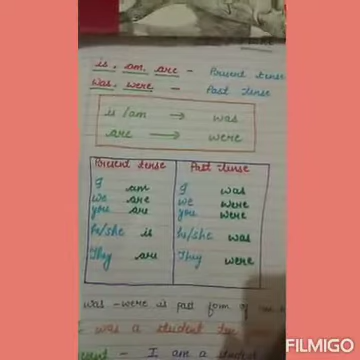 is, am, are - Present tense
was, were - Past tense
is/am → was
are → were
Present tense Past tense
I am I was
we are we were
you are you were
he/she is he/she was
They are They were
was - were is past form of
was a student
I am a student
FILMIGO